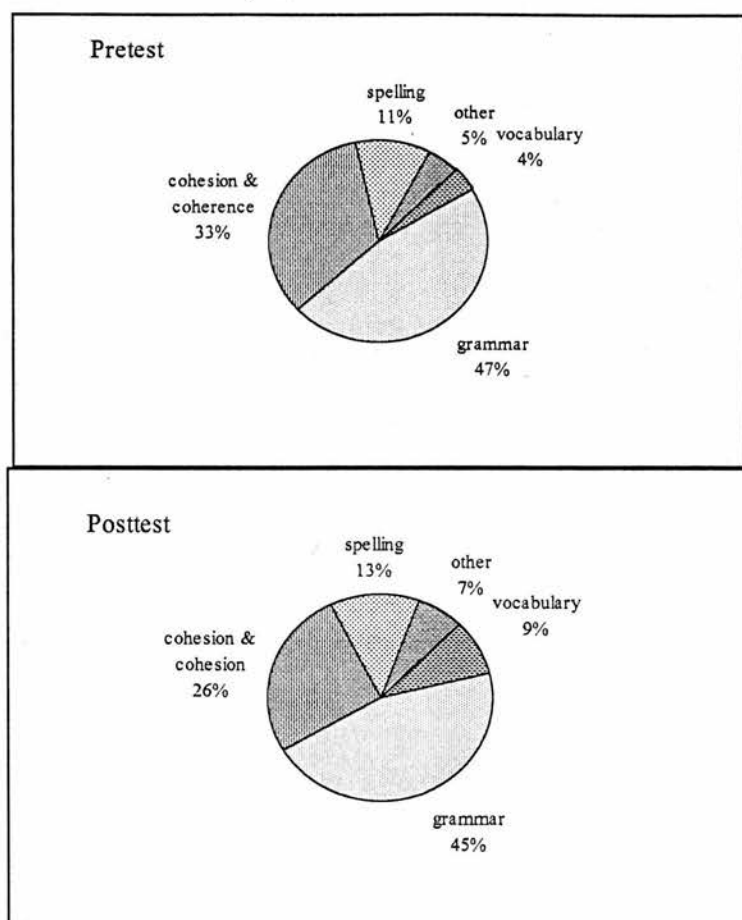 Pretest
spelling
11%
other
5%
vocabulary
4%
cohesion &
coherence
33%
grammar
47%
Posttest
spelling
13%
other
7%
vocabulary
9%
cohesion &
cohesion
26%
grammar
45%